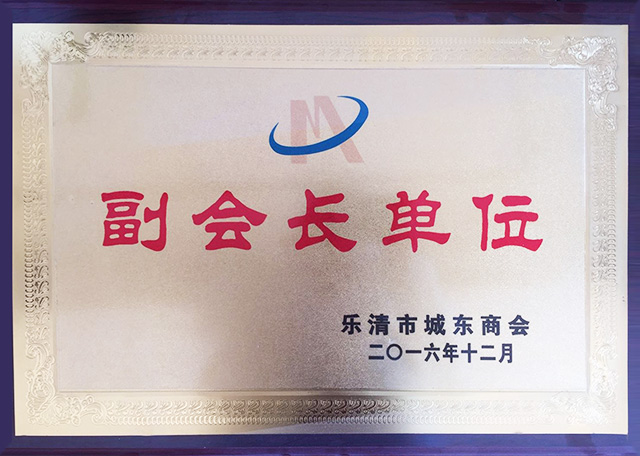 副会长单位
乐清市城东商会
二〇一六年十二月